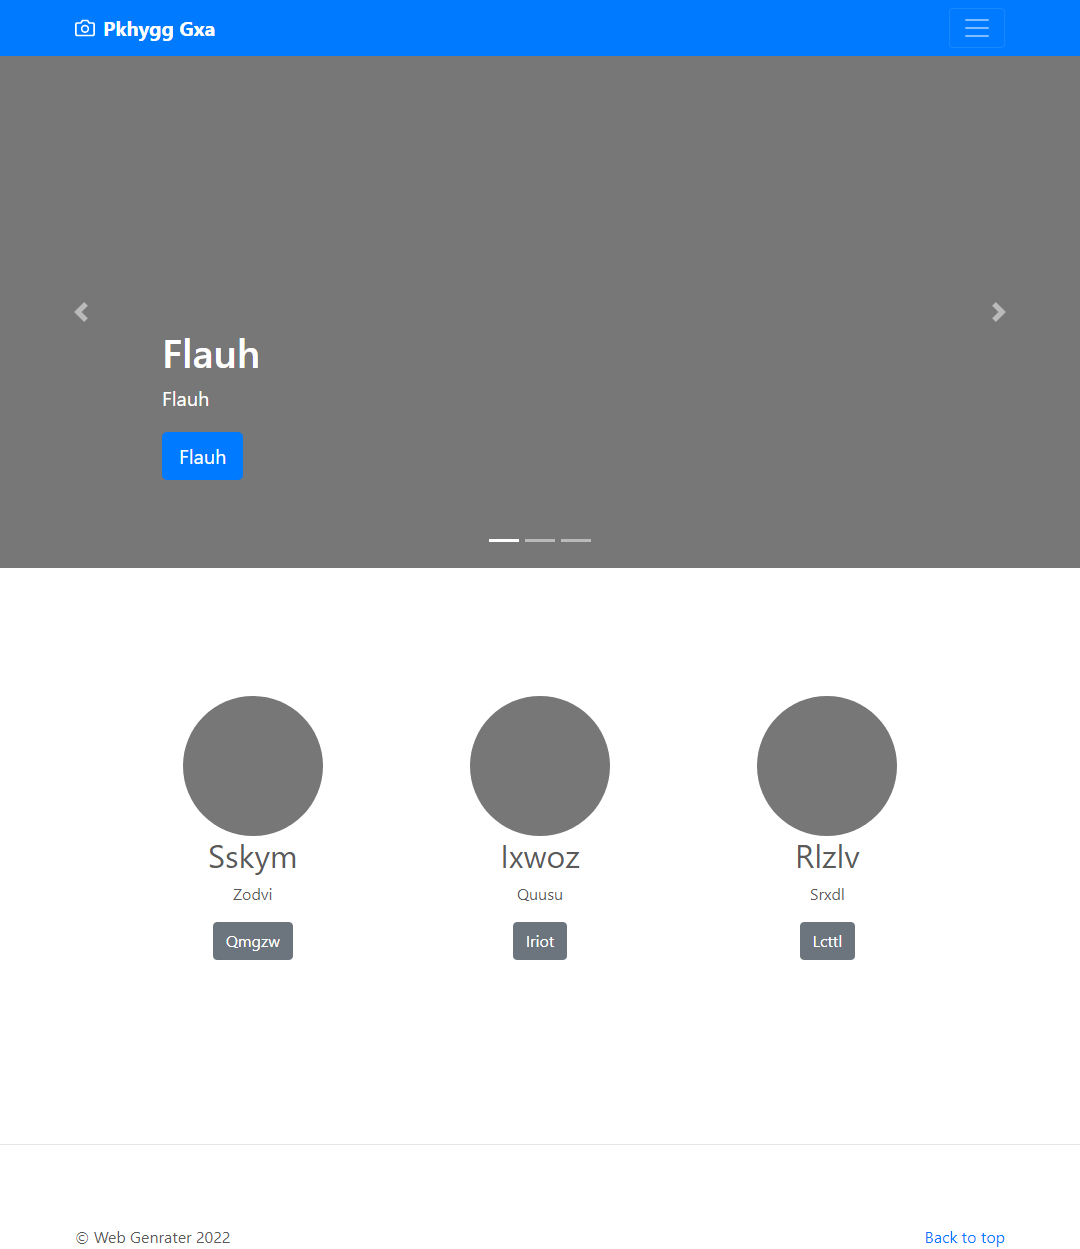 Pkhygg Gxa
Flauh
Flauh
Flauh
Sskym
Ixwoz
Rlzlv
Zodvi
Quusu
Srxdl
Qmgzw
Iriot
Lcttl
© Web Genrater 2022
Back to top